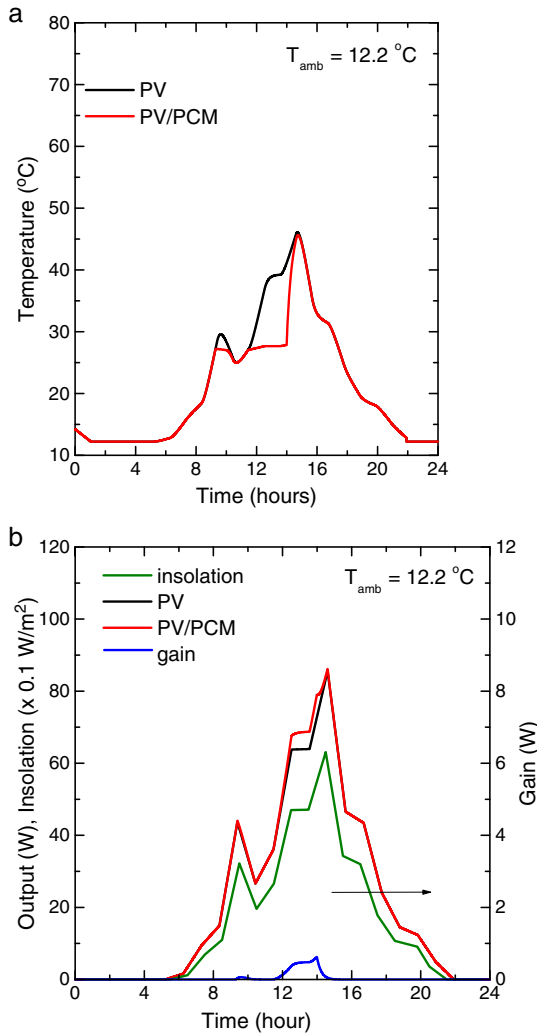 a
T_amb = 12.2 °C
PV
PV/PCM
80
70
60
50
40
30
20
10
Temperature (°C)
0 4 8 12 16 20 24
Time (hours)
b
120
100
80
60
40
20
0
Output (W), Insolation (x 0.1 W/m²)
insolation
PV
PV/PCM
gain
T_amb = 12.2 °C
12
10
8
6
4
2
0
Gain (W)
0 4 8 12 16 20 24
Time (hour)